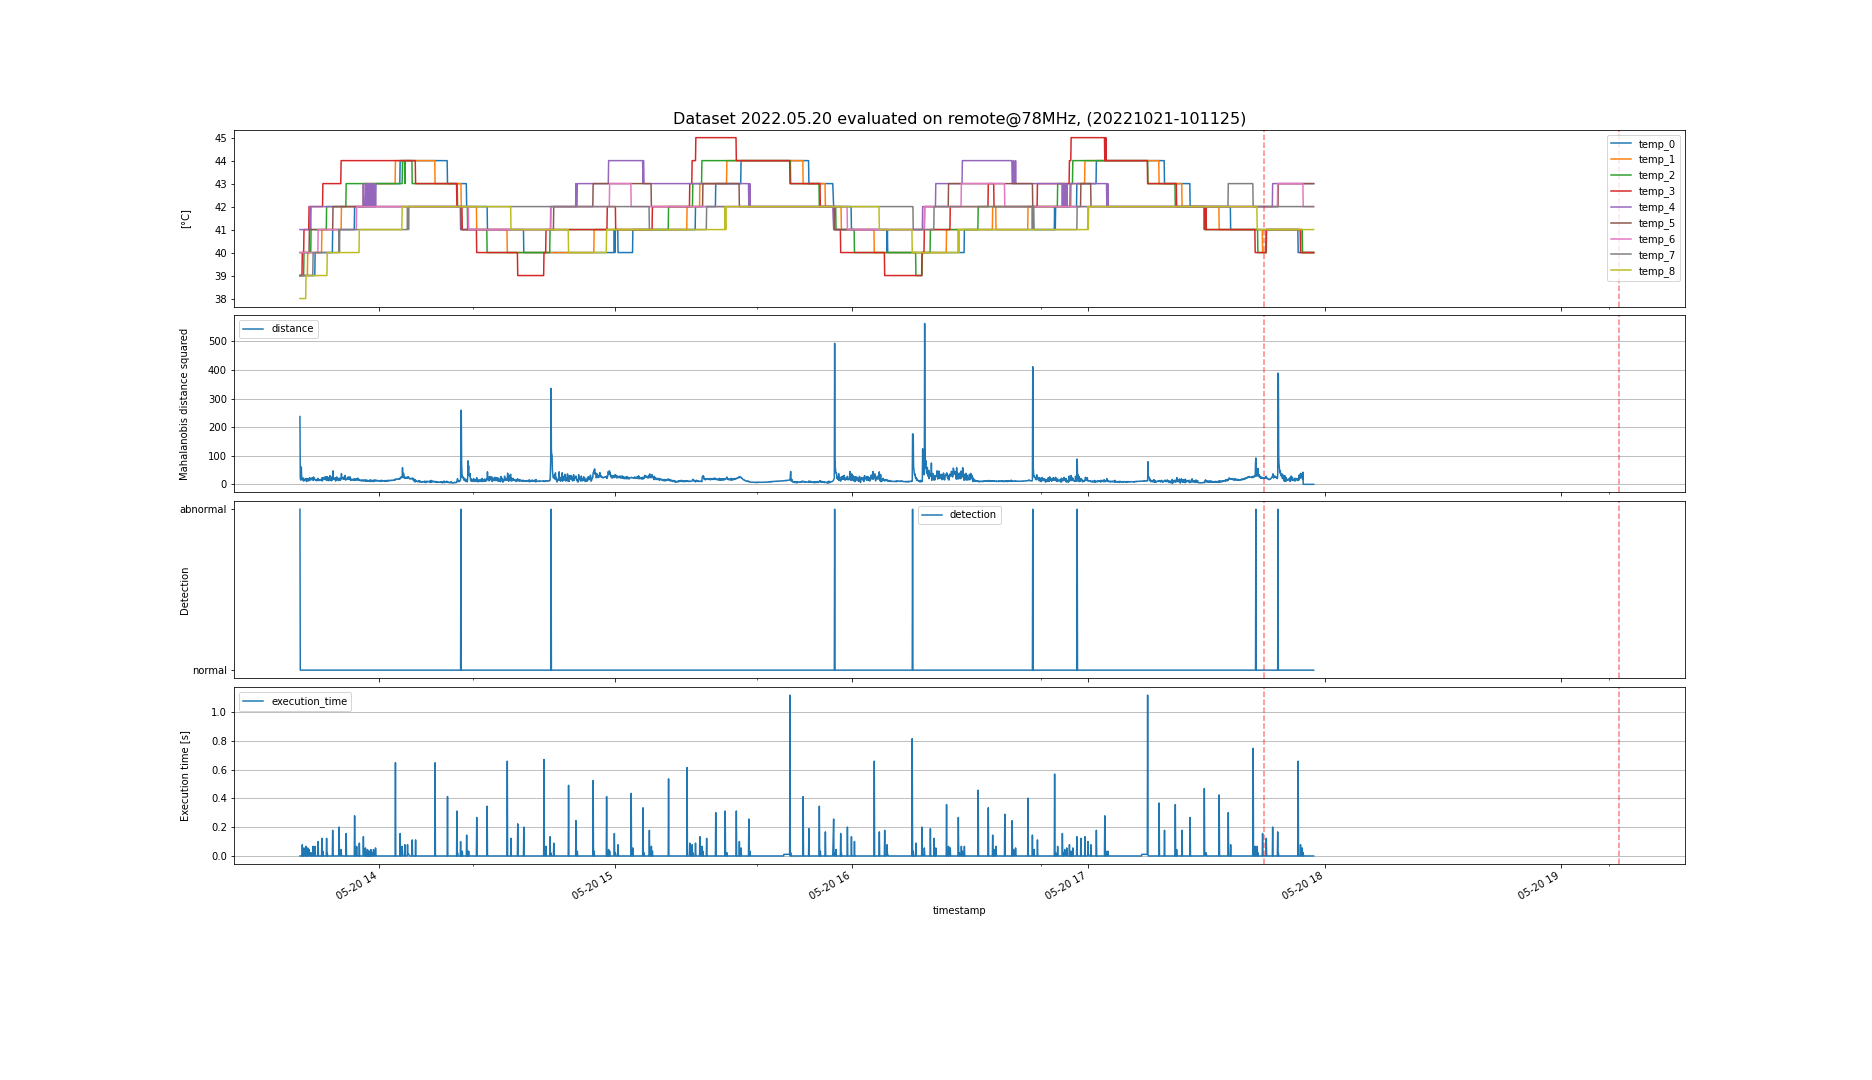 Dataset 2022.05.20 evaluated on remote@78MHz, (20221021-101125)
45
44
43
42
41
40
39
38
[°C]
temp_0
temp_1
temp_2
temp_3
temp_4
temp_5
temp_6
temp_7
temp_8
distance
500
400
300
200
100
0
Mahalanobis distance squared
detection
abnormal
normal
Detection
execution_time
1.0
0.8
0.6
0.4
0.2
0.0
Execution time [s]
05-20 14
05-20 15
05-20 16
05-20 17
05-20 18
05-20 19
timestamp